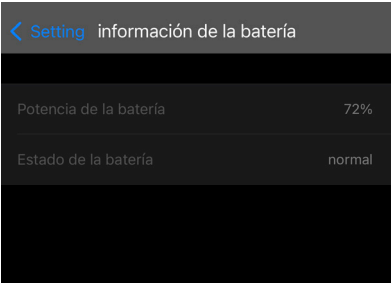 Setting información de la batería
Potencia de la batería 72%
Estado de la batería normal